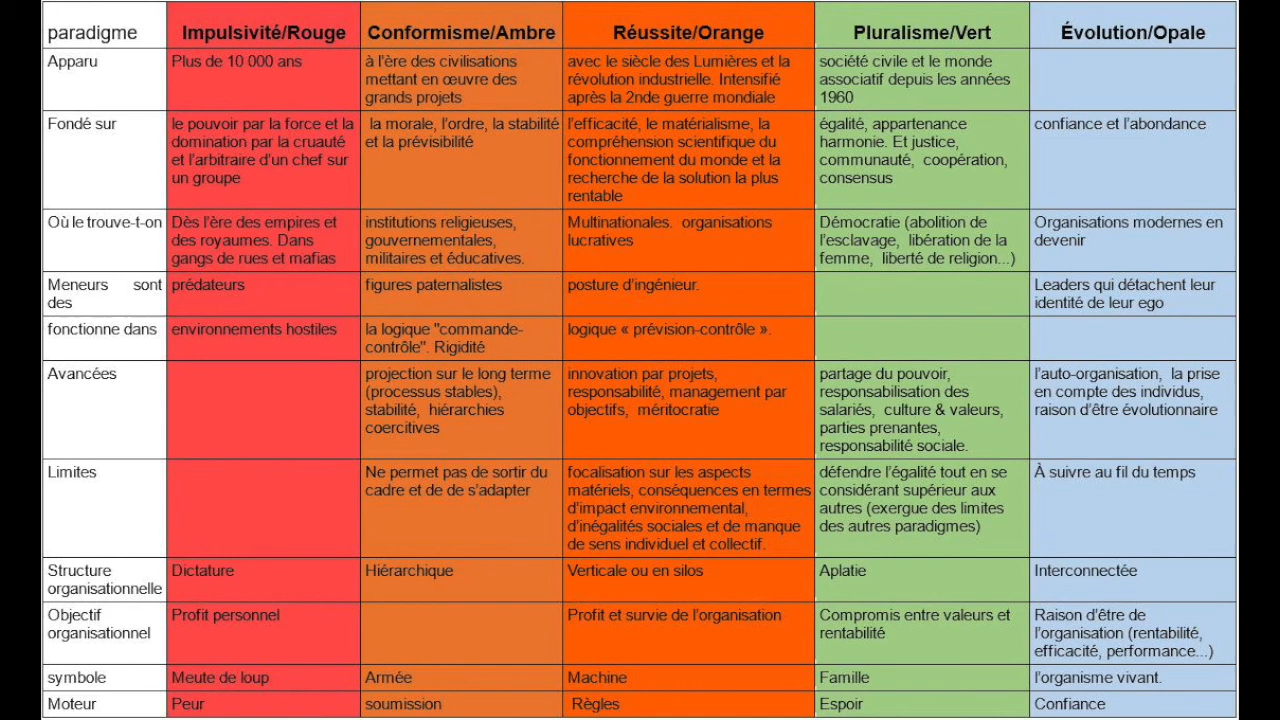 paradigme
Impulsivité/Rouge
Conformisme/Ambre
Réussite/Orange
Pluralisme/Vert
Évolution/Opale
Apparu
Plus de 10 000 ans
à l'ère des civilisations
mettant en œuvre des
grands projets
avec le siècle des Lumières et la
révolution industrielle. Intensifié
après la 2nde guerre mondiale
société civile et le monde
associatif depuis les années
1960
Fondé sur
le pouvoir par la force et la
domination par la cruauté
et l'arbitraire d'un chef sur
un groupe
la morale, l'ordre, la stabilité
et la prévisibilité
l'efficacité, le matérialisme, la
compréhension scientifique du
fonctionnement du monde et la
recherche de la solution la plus
rentable
égalité, appartenance
harmonie. Et justice,
communauté, coopération,
consensus
confiance et l'abondance
Où le trouve-t-on
Dès l'ère des empires et
des royaumes. Dans
gangs de rues et mafias
institutions religieuses,
gouvernementales,
militaires et éducatives.
Multinationales. organisations
lucratives
Démocratie (abolition de
l'esclavage, libération de la
femme, liberté de religion...)
Organisations modernes en
devenir
Meneurs sont
des
prédateurs
figures paternalistes
posture d'ingénieur.
Leaders qui détachent leur
identité de leur ego
fonctionne dans
environnements hostiles
la logique "commande-
contrôle". Rigidité
logique « prévision-contrôle ».
Avancées
projection sur le long terme
(processus stables),
stabilité, hiérarchies
coercitives
innovation par projets,
responsabilité, management par
objectifs, méritocratie
partage du pouvoir,
responsabilisation des
salariés, culture & valeurs,
parties prenantes,
responsabilité sociale.
l'auto-organisation, la prise
en compte des individus,
raison d'être évolutionnaire
Limites
Ne permet pas de sortir du
cadre et de de s'adapter
focalisation sur les aspects
matériels, conséquences en termes
d'impact environnemental,
d'inégalités sociales et de manque
de sens individuel et collectif.
défendre l'égalité tout en se
considérant supérieur aux
autres (exergue des limites
des autres paradigmes)
À suivre au fil du temps
Structure
organisationnelle
Dictature
Hiérarchique
Verticale ou en silos
Aplatie
Interconnectée
Objectif
organisationnel
Profit personnel
Profit et survie de l'organisation
Compromis entre valeurs et
rentabilité
Raison d'être de
l'organisation (rentabilité,
efficacité, performance...)
symbole
Meute de loup
Armée
Machine
Famille
l'organisme vivant.
Moteur
Peur
soumission
Règles
Espoir
Confiance